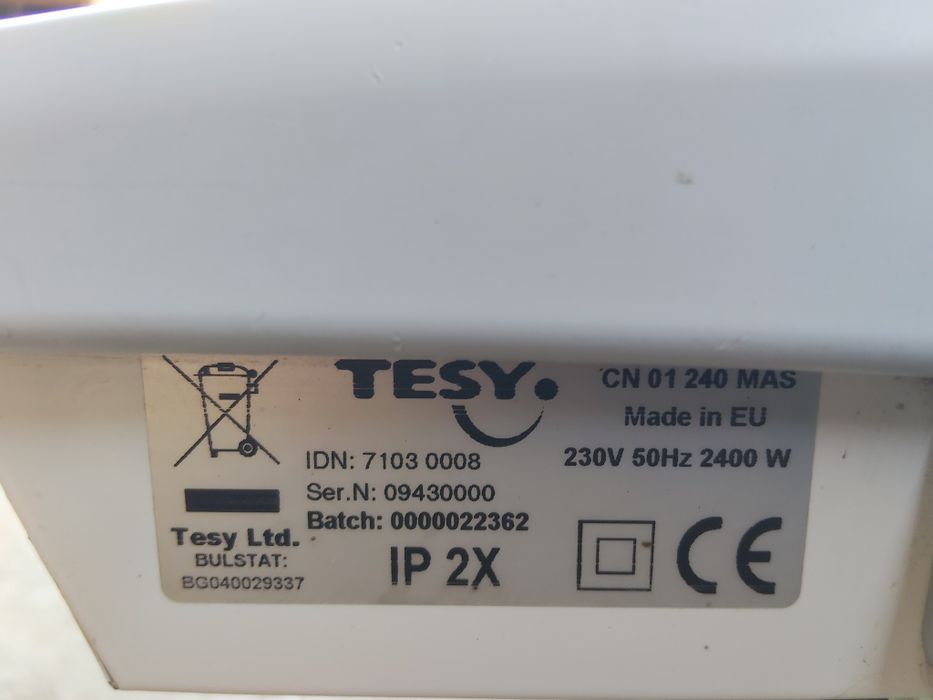 TESY
CN 01 240 MAS
Made in EU
230V 50Hz 2400 W
IDN: 7103 0008
Ser.N: 09430000
Batch: 0000022362
IP 2X
CE
Tesy Ltd.
BULSTAT:
BG040029337